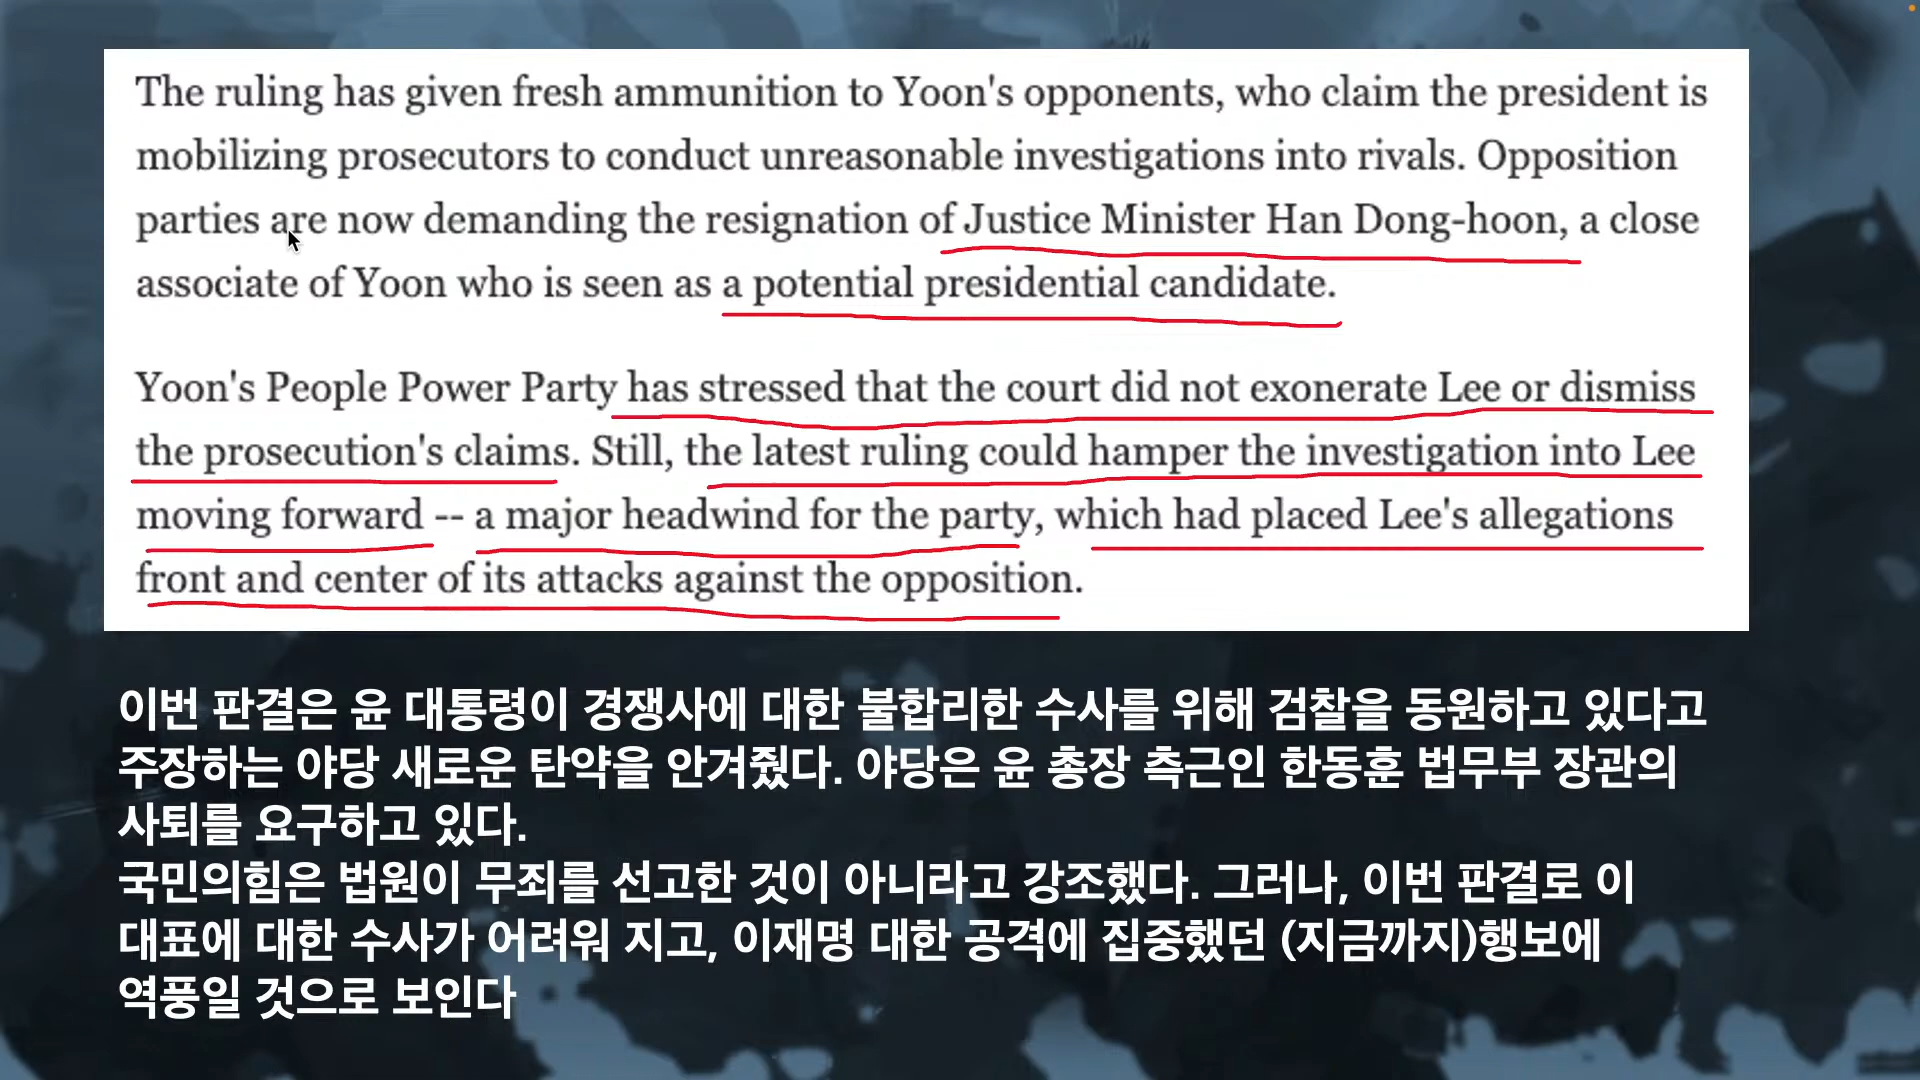 The ruling has given fresh ammunition to Yoon's opponents, who claim the president is
mobilizing prosecutors to conduct unreasonable investigations into rivals. Opposition
parties are now demanding the resignation of Justice Minister Han Dong-hoon, a close
associate of Yoon who is seen as a potential presidential candidate.
Yoon's People Power Party has stressed that the court did not exonerate Lee or dismiss
the prosecution's claims. Still, the latest ruling could hamper the investigation into Lee
moving forward -- a major headwind for the party, which had placed Lee's allegations
front and center of its attacks against the opposition.
이번 판결은 윤 대통령이 경쟁사에 대한 불합리한 수사를 위해 검찰을 동원하고 있다고
주장하는 야당 새로운 탄약을 안겨줬다. 야당은 윤 총장 측근인 한동훈 법무부 장관의
사퇴를 요구하고 있다.
국민의힘은 법원이 무죄를 선고한 것이 아니라고 강조했다. 그러나, 이번 판결로 이
대표에 대한 수사가 어려워 지고, 이재명 대한 공격에 집중했던 (지금까지)행보에
역풍일 것으로 보인다